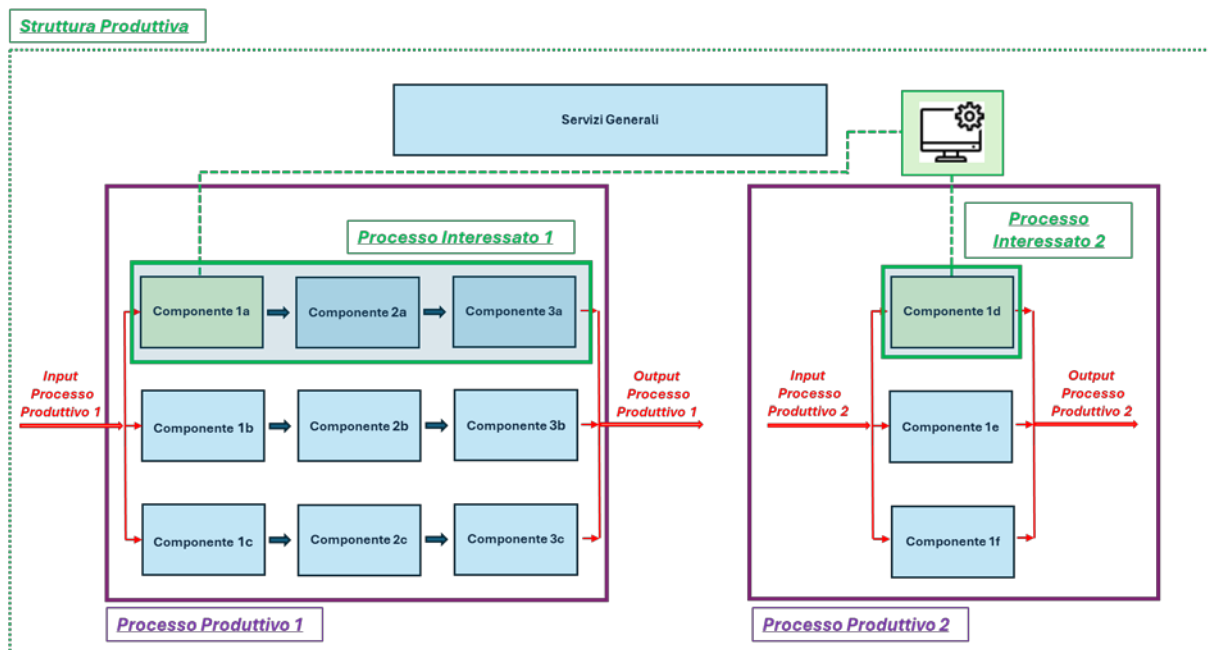 Struttura Produttiva
Servizi Generali
Processo Interessato 1
Processo
Interessato 2
Componente 1a
Componente 2a
Componente 3a
Componente 1d
Input
Processo
Produttivo 1
Output
Processo
Produttivo 1
Input
Processo
Produttivo 2
Output
Processo
Produttivo 2
Componente 1b
Componente 2b
Componente 3b
Componente 1e
Componente 1c
Componente 2c
Componente 3c
Componente 1f
Processo Produttivo 1
Processo Produttivo 2